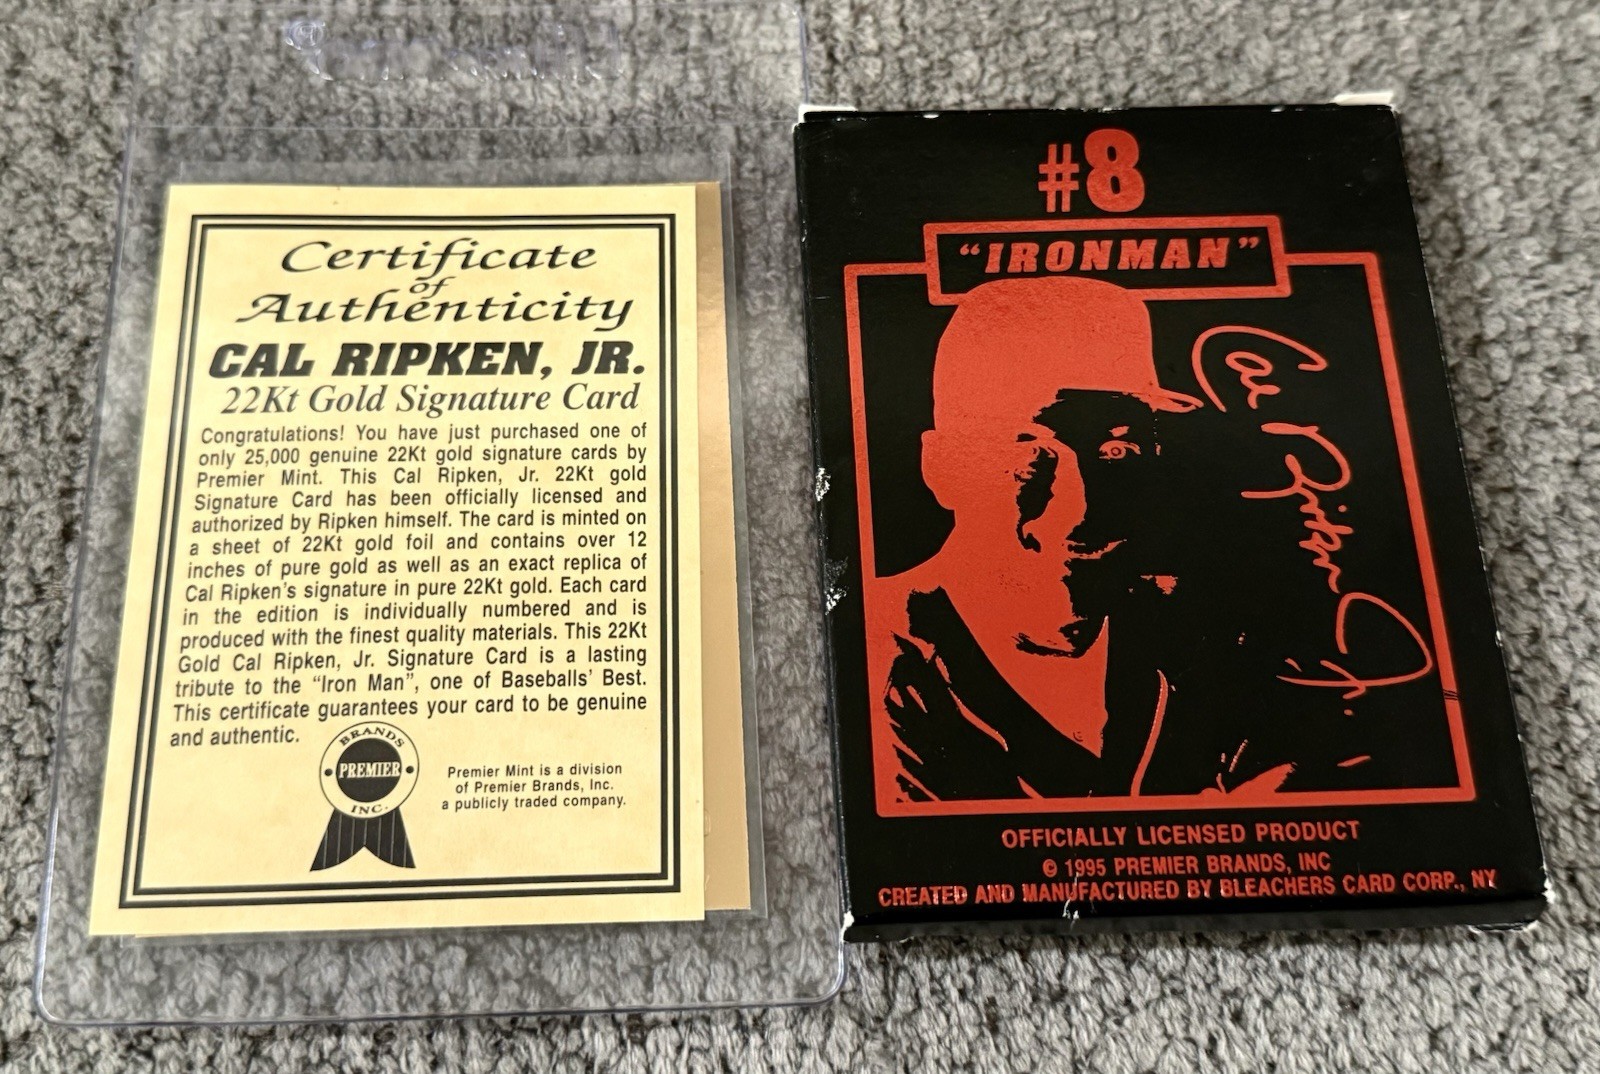 Certificate
of
Authenticity
CAL RIPKEN, JR.
22Kt Gold Signature Card
Congratulations! You have just purchased one of
only 25,000 genuine 22Kt gold signature cards by
Premier Mint. This Cal Ripken, Jr. 22Kt gold
Signature Card has been officially licensed and
authorized by Ripken himself. The card is minted on
a sheet of 22Kt gold foil and contains over 12
inches of pure gold as well as an exact replica of
Cal Ripken's signature in pure 22Kt gold. Each card
in the edition is individually numbered and is
produced with the finest quality materials. This 22Kt
Gold Cal Ripken, Jr. Signature Card is a lasting
tribute to the “Iron Man”, one of Baseballs’ Best.
This certificate guarantees your card to be genuine
and authentic.
BRANDS
PREMIER
INC.
Premier Mint is a division
of Premier Brands, Inc.
a publicly traded company.
#8
“IRONMAN”
Cal Ripken Jr.
OFFICIALLY LICENSED PRODUCT
© 1995 PREMIER BRANDS, INC
CREATED AND MANUFACTURED BY BLEACHERS CARD CORP., NY